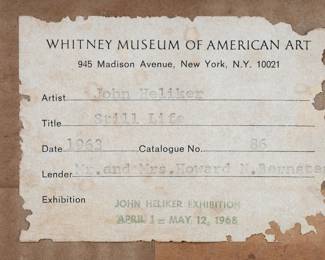 WHITNEY MUSEUM OF AMERICAN ART
945 Madison Avenue, New York, N.Y. 10021
Artist John Heliker
Title Still Life
Date 1963 Catalogue No. 86
Lender Mr. and Mrs. Howard N. Bernste
Exhibition JOHN HELIKER EXHIBITION
APRIL 1 - MAY 12, 1968